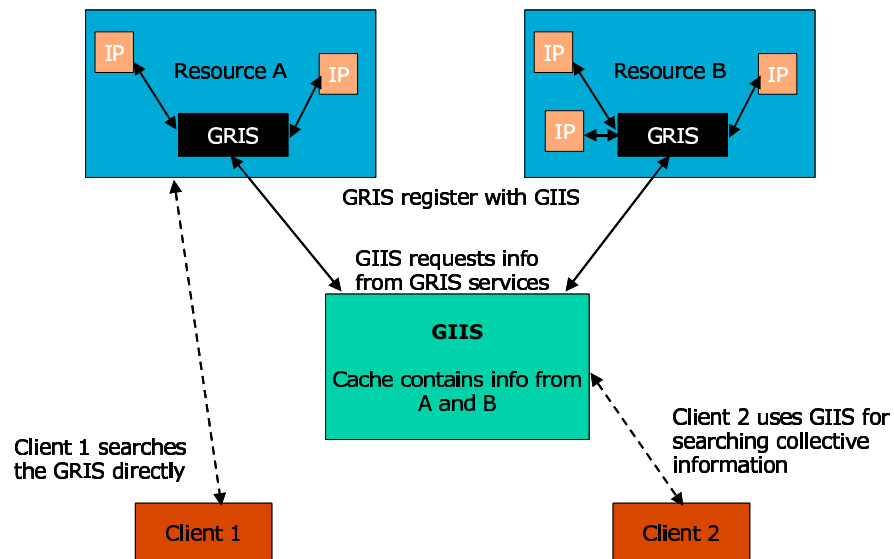 IP
Resource A
IP
GRIS
IP
Resource B
IP
IP
GRIS
GRIS register with GIIS
GIIS requests info
from GRIS services
GIIS
Cache contains info from
A and B
Client 1 searches
the GRIS directly
Client 2 uses GIIS for
searching collective
information
Client 1
Client 2